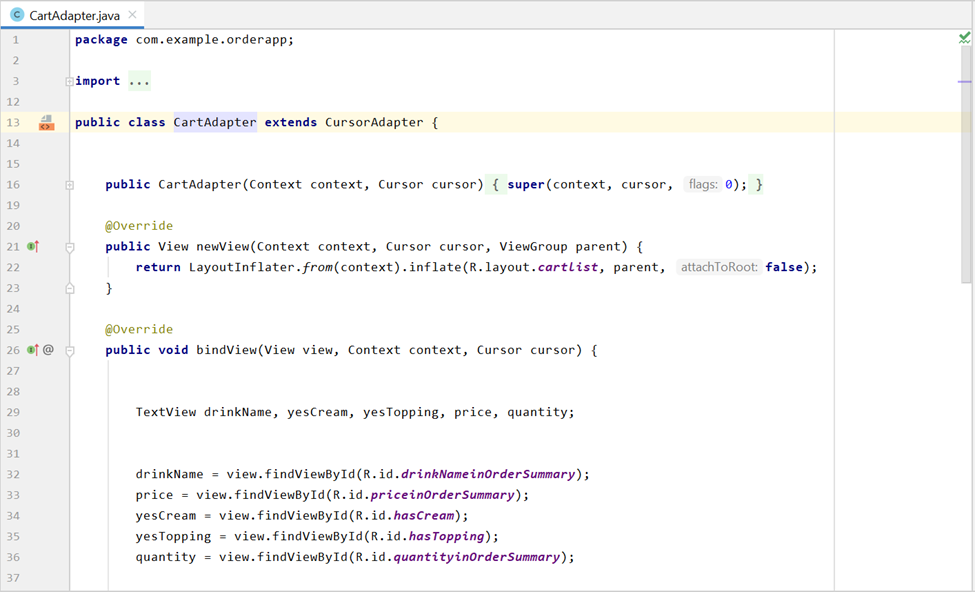 CartAdapter.java
1 package com.example.orderapp;
2
3 import ...
12
13 public class CartAdapter extends CursorAdapter {
14
15
16 public CartAdapter(Context context, Cursor cursor) { super(context, cursor, flags: 0); }
19
20 @Override
21 public View newView(Context context, Cursor cursor, ViewGroup parent) {
22 return LayoutInflater.from(context).inflate(R.layout.cartlist, parent, attachToRoot: false);
23 }
24
25 @Override
26 @ public void bindView(View view, Context context, Cursor cursor) {
27
28
29 TextView drinkName, yesCream, yesTopping, price, quantity;
30
31
32 drinkName = view.findViewById(R.id.drinkNameinOrderSummary);
33 price = view.findViewById(R.id.priceinOrderSummary);
34 yesCream = view.findViewById(R.id.hasCream);
35 yesTopping = view.findViewById(R.id.hasTopping);
36 quantity = view.findViewById(R.id.quantityinOrderSummary);
37